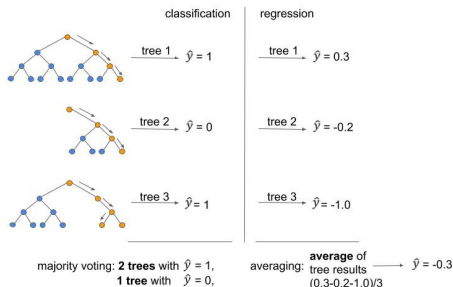 classification regression
tree 1 ŷ = 1 tree 1 ŷ = 0.3
tree 2 ŷ = 0 tree 2 ŷ = -0.2
tree 3 ŷ = 1 tree 3 ŷ = -1.0
majority voting: 2 trees with ŷ = 1,
1 tree with ŷ = 0,
averaging: average of
tree results
(0.3-0.2-1.0)/3
ŷ = -0.3